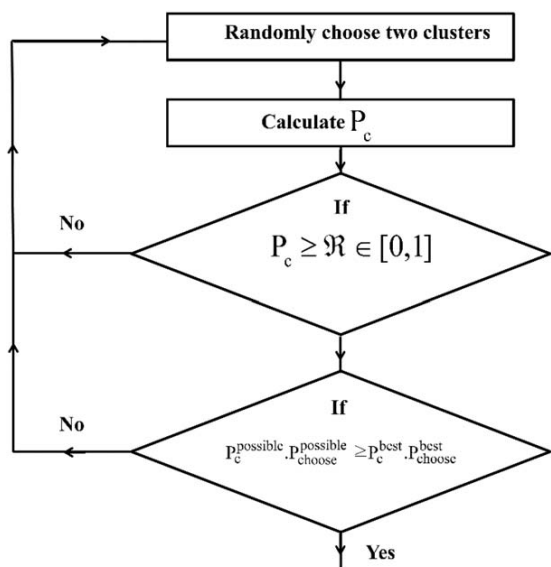 Randomly choose two clusters
Calculate P_c
If
No
P_c ≥ ℜ ∈ [0,1]
If
No
P_c^possible.P_choose^possible ≥P_c^best.P_choose^best
Yes